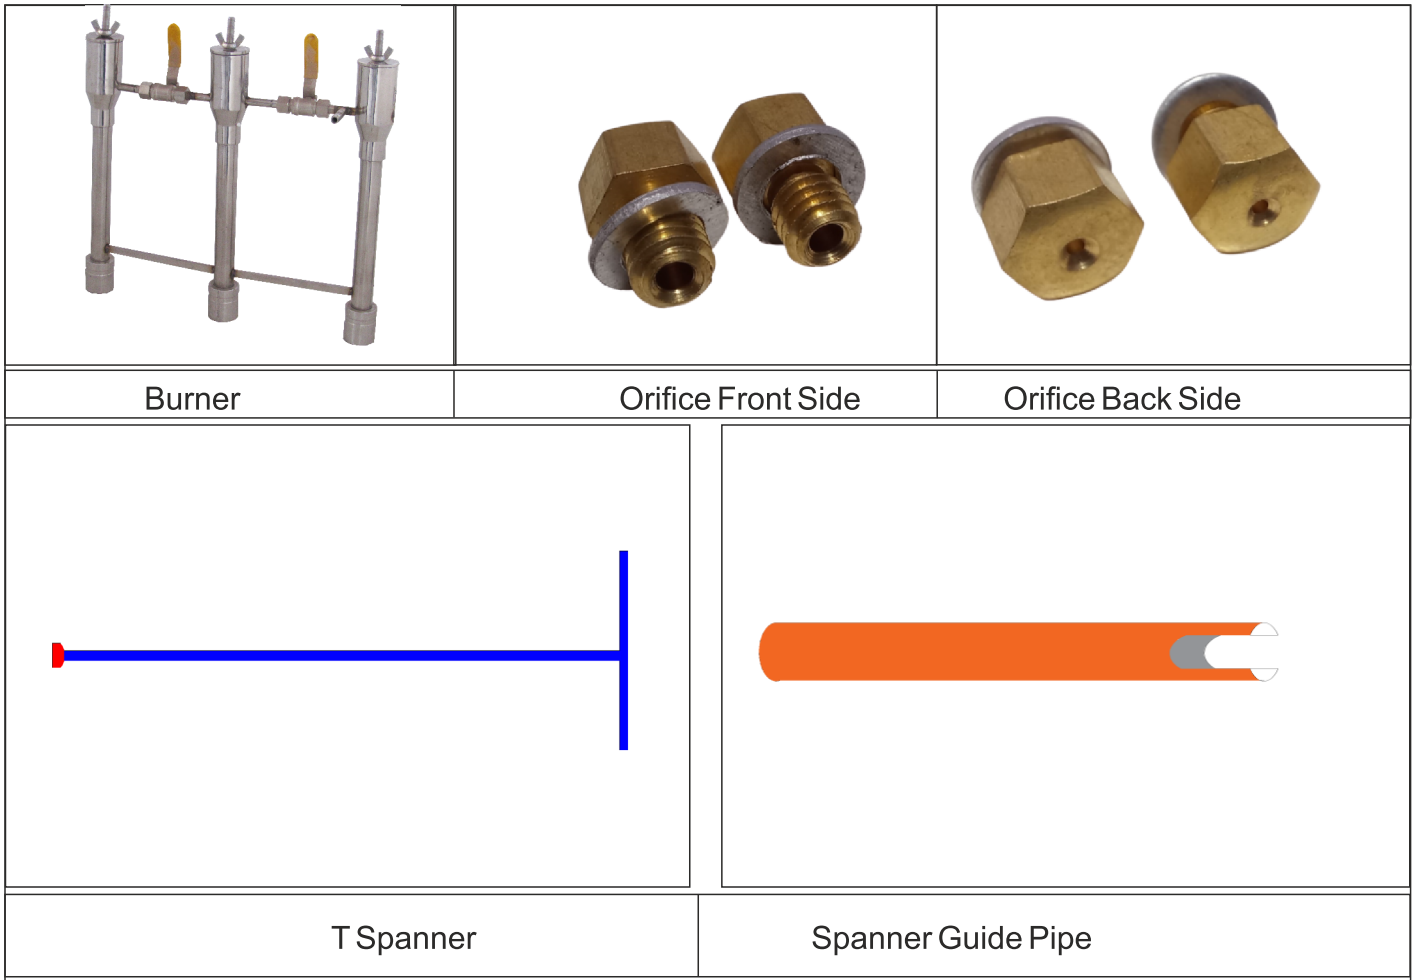 Burner
Orifice Front Side
Orifice Back Side
T Spanner
Spanner Guide Pipe